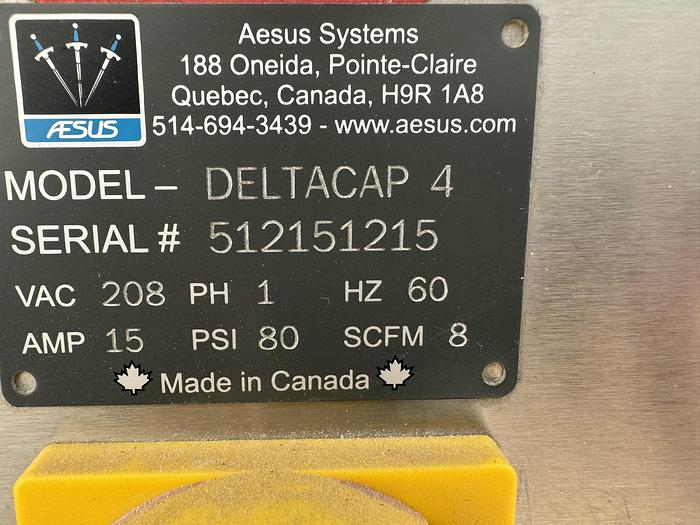 Aesus Systems
188 Oneida, Pointe-Claire
Quebec, Canada, H9R 1A8
514-694-3439 - www.aesus.com
ÆSUS
MODEL – DELTACAP 4
SERIAL # 512151215
VAC 208 PH 1 HZ 60
AMP 15 PSI 80 SCFM 8
Made in Canada